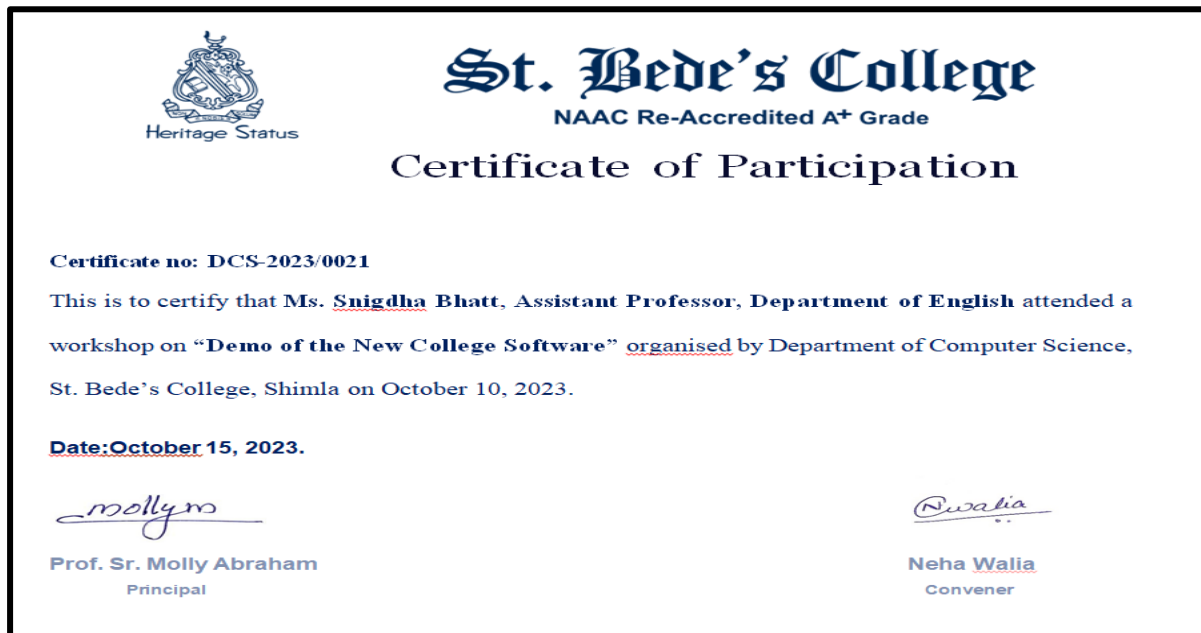 St. Bede's College
NAAC Re-Accredited A+ Grade
Heritage Status
Certificate of Participation
Certificate no: DCS-2023/0021
This is to certify that Ms. Snigdha Bhatt, Assistant Professor, Department of English attended a
workshop on “Demo of the New College Software” organised by Department of Computer Science,
St. Bede’s College, Shimla on October 10, 2023.
Date:October 15, 2023.
mollym
Nwalia
Prof. Sr. Molly Abraham
Neha Walia
Principal
Convener